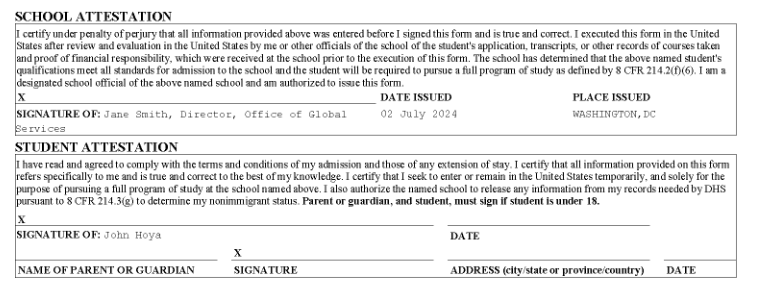 SCHOOL ATTESTATION
I certify under penalty of perjury that all information provided above was entered before I signed this form and is true and correct. I executed this form in the United
States after review and evaluation in the United States by me or other officials of the school of the student's application, transcripts, or other records of courses taken
and proof of financial responsibility, which were received at the school prior to the execution of this form. The school has determined that the above named student's
qualifications meet all standards for admission to the school and the student will be required to pursue a full program of study as defined by 8 CFR 214.2(f)(6). I am a
designated school official of the above named school and am authorized to issue this form.
X DATE ISSUED PLACE ISSUED
SIGNATURE OF: Jane Smith, Director, Office of Global 02 July 2024 WASHINGTON,DC
Services
STUDENT ATTESTATION
I have read and agreed to comply with the terms and conditions of my admission and those of any extension of stay. I certify that all information provided on this form
refers specifically to me and is true and correct to the best of my knowledge. I certify that I seek to enter or remain in the United States temporarily, and solely for the
purpose of pursuing a full program of study at the school named above. I also authorize the named school to release any information from my records needed by DHS
pursuant to 8 CFR 214.3(g) to determine my nonimmigrant status. Parent or guardian, and student, must sign if student is under 18.
X
SIGNATURE OF: John Hoya DATE
X
NAME OF PARENT OR GUARDIAN SIGNATURE ADDRESS (city/state or province/country) DATE